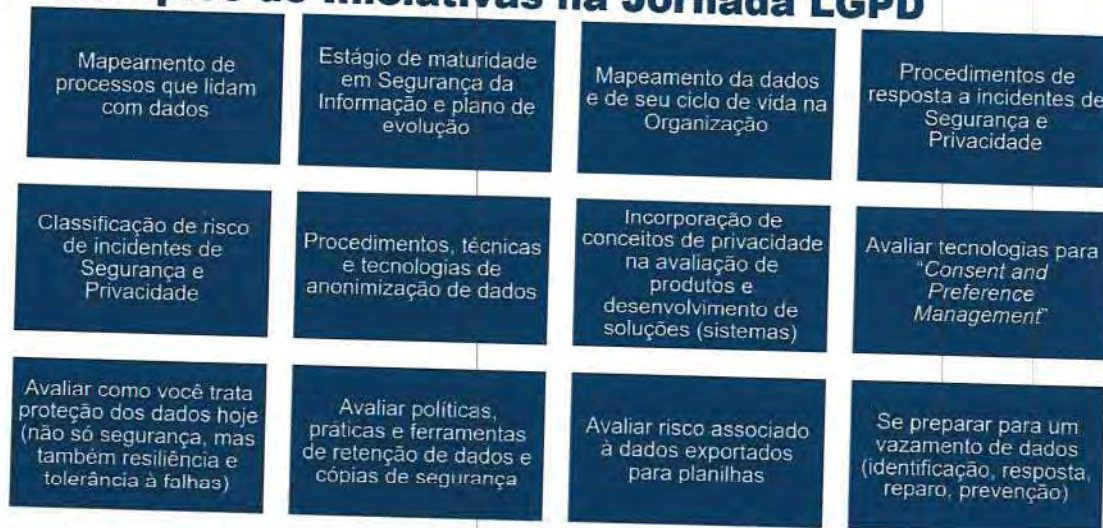 Iniciativas na Jornada LGPD
Mapeamento de
processos que lidam
com dados
Estágio de maturidade
em Segurança da
Informação e plano de
evolução
Mapeamento da dados
e de seu ciclo de vida na
Organização
Procedimentos de
resposta a incidentes de
Segurança e
Privacidade
Classificação de risco
de incidentes de
Segurança e
Privacidade
Procedimentos, técnicas
e tecnologias de
anonimização de dados
Incorporação de
conceitos de privacidade
na avaliação de
produtos e
desenvolvimento de
soluções (sistemas)
Avaliar tecnologias para
"Consent and
Preference
Management"
Avaliar como você trata
proteção dos dados hoje
(não só segurança, mas
também resiliência e
tolerância à falhas)
Avaliar políticas,
práticas e ferramentas
de retenção de dados e
cópias de segurança
Avaliar risco associado
à dados exportados
para planilhas
Se preparar para um
vazamento de dados
(identificação, resposta,
reparo, prevenção)